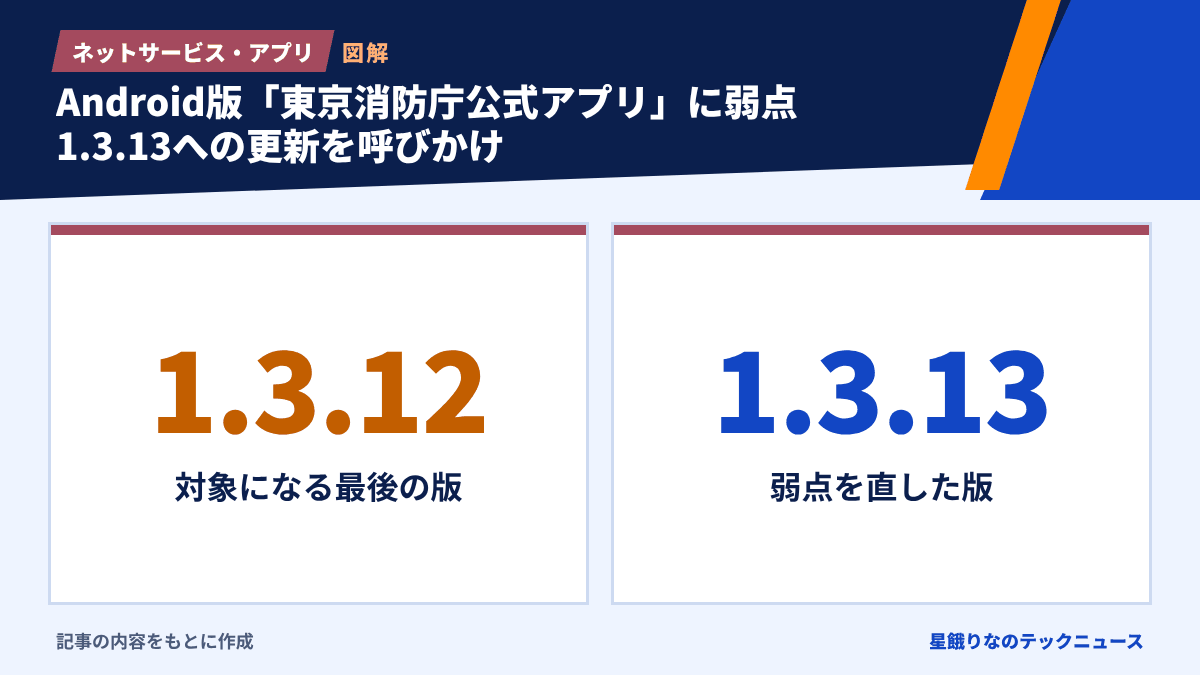 ネットサービス・アプリ 図解
Android版「東京消防庁公式アプリ」に弱点
1.3.13への更新を呼びかけ
1.3.12
対象になる最後の版
1.3.13
弱点を直した版
記事の内容をもとに作成
星餓りなのテックニュース